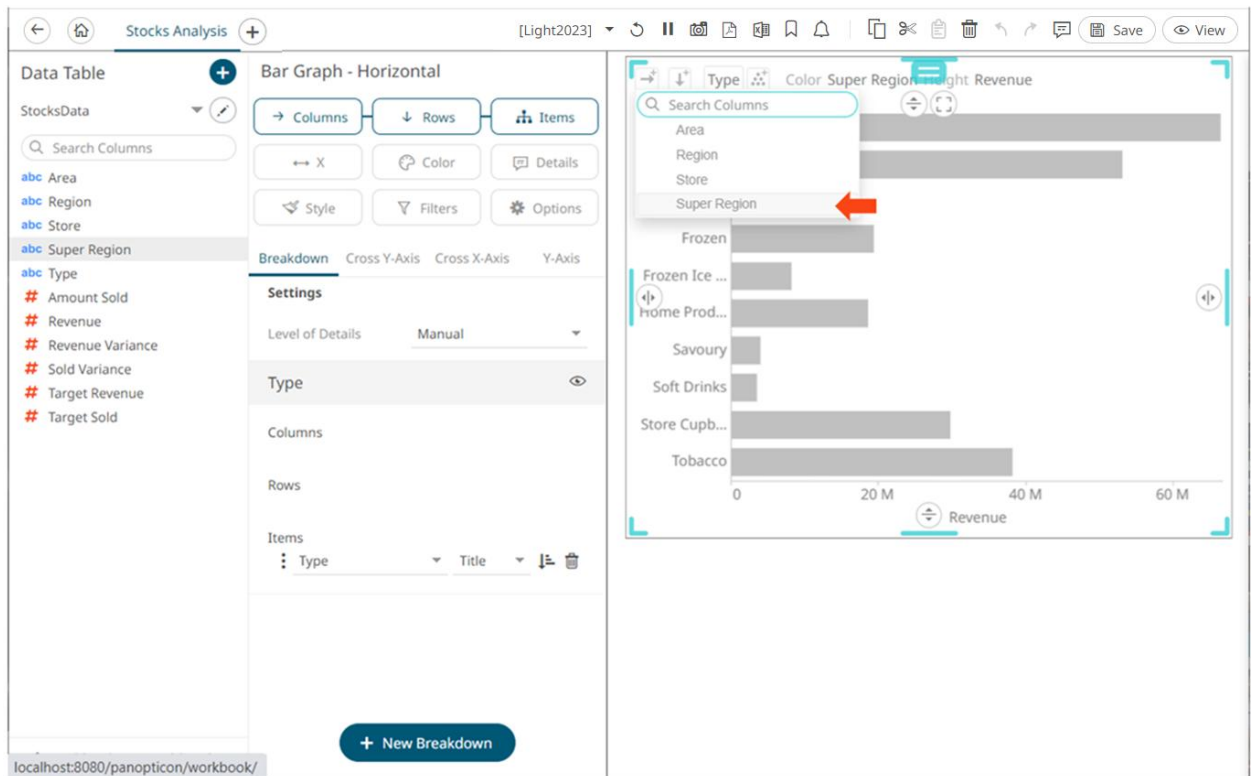 Stocks Analysis
[Light2023]
Save
View
Data Table
StocksData
Search Columns
abc Area
abc Region
abc Store
abc Super Region
abc Type
# Amount Sold
# Revenue
# Revenue Variance
# Sold Variance
# Target Revenue
# Target Sold
localhost:8080/panopticon/workbook/
Bar Graph - Horizontal
Columns
Rows
Items
X
Color
Details
Style
Filters
Options
Breakdown Cross Y-Axis Cross X-Axis Y-Axis
Settings
Level of Details Manual
Type
Columns
Rows
Items
Type Title
+ New Breakdown
Type Color Super Region Height Revenue
Search Columns
Area
Region
Store
Super Region
Frozen
Frozen Ice ...
Home Prod...
Savoury
Soft Drinks
Store Cupb...
Tobacco
0 20 M 40 M 60 M
Revenue